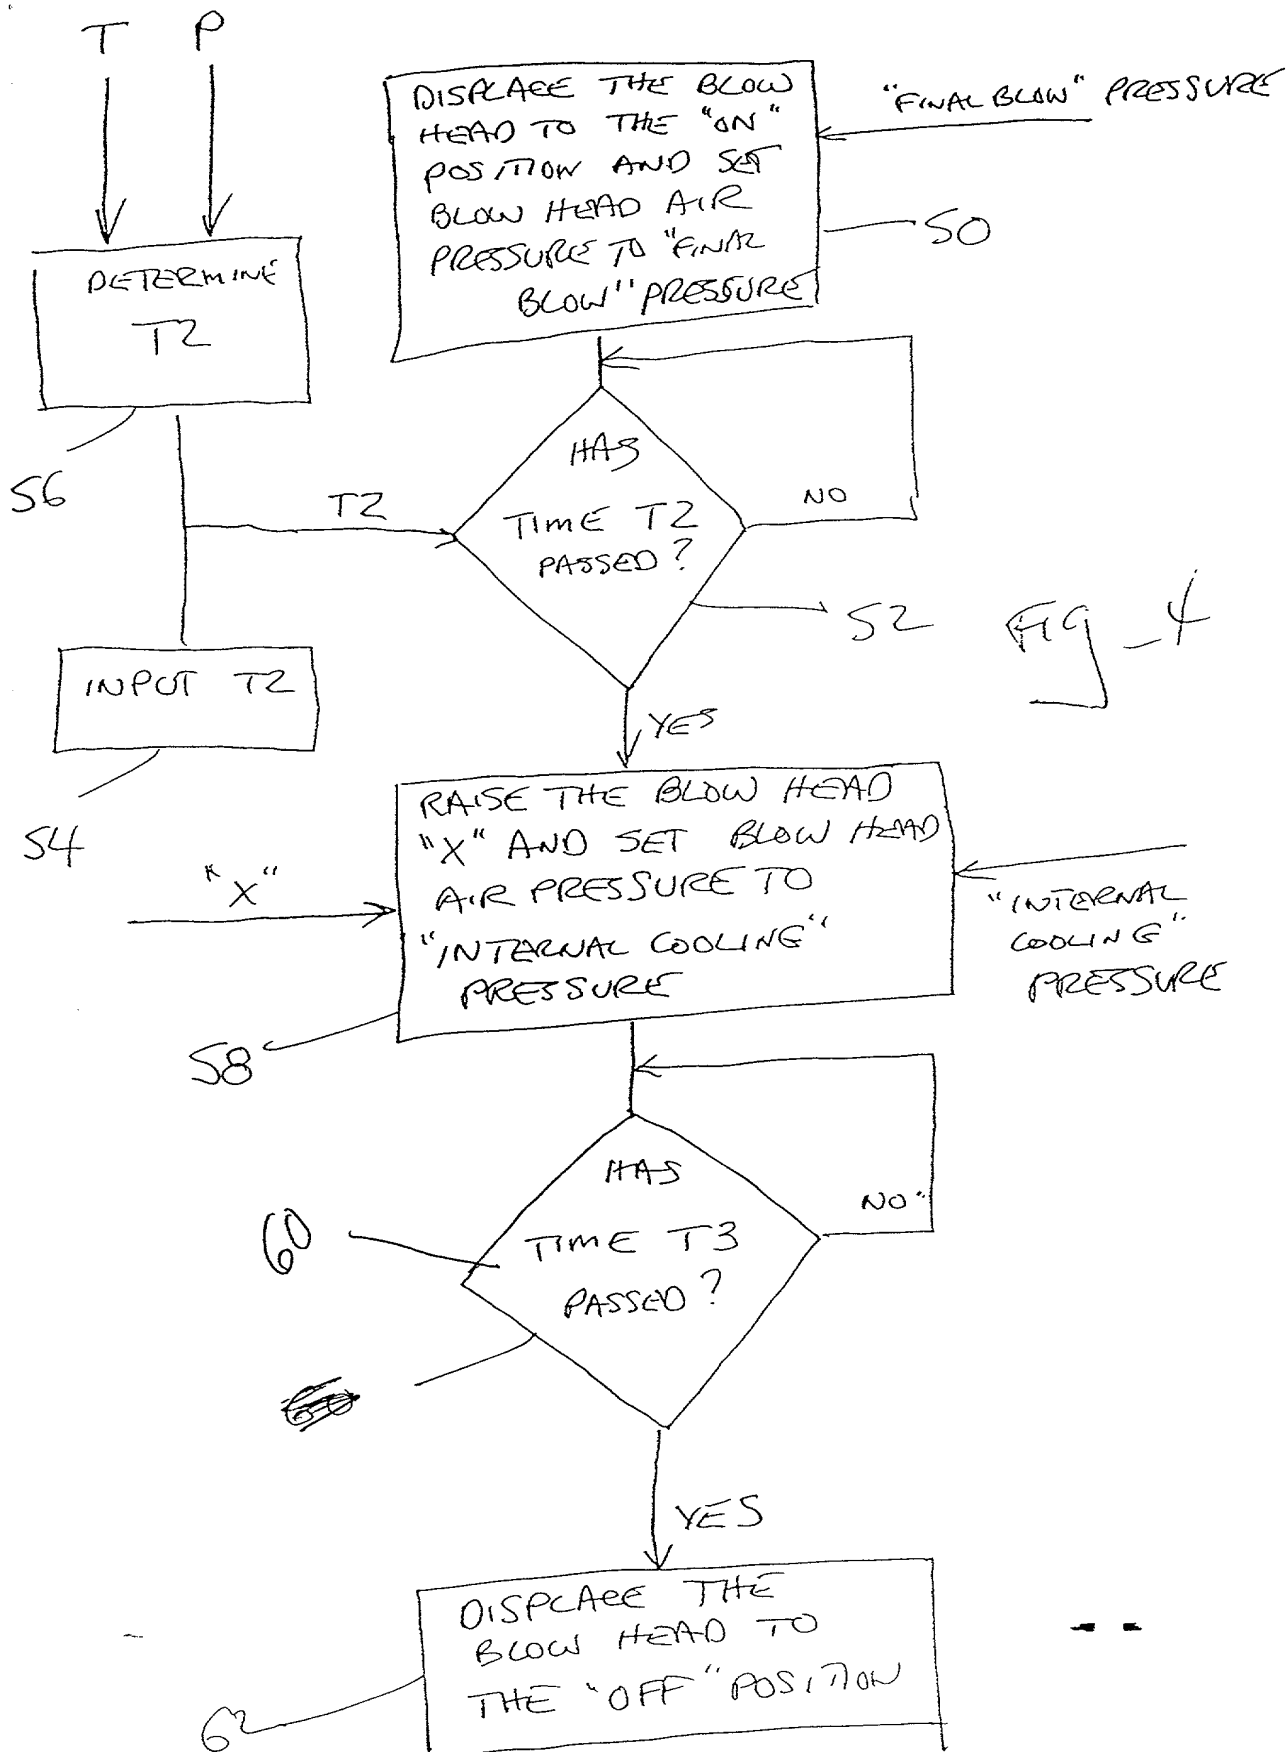 T P
DISPLACE THE BLOW
HEAD TO THE "ON"
POSITION AND SET
BLOW HEAD AIR
PRESSURE TO "FINAL
BLOW" PRESSURE
"FINAL BLOW" PRESSURE
50
DETERMINE
T2
56
T2
HAS
TIME T2
PASSED?
NO
52
FIG_4
INPUT T2
54
YES
RAISE THE BLOW HEAD
"X" AND SET BLOW HEAD
AIR PRESSURE TO
"INTERNAL COOLING"
PRESSURE
"X"
"INTERNAL
COOLING"
PRESSURE
58
HAS
TIME T3
PASSED?
NO"
60
YES
DISPLACE THE
BLOW HEAD TO
THE "OFF" POSITION
62